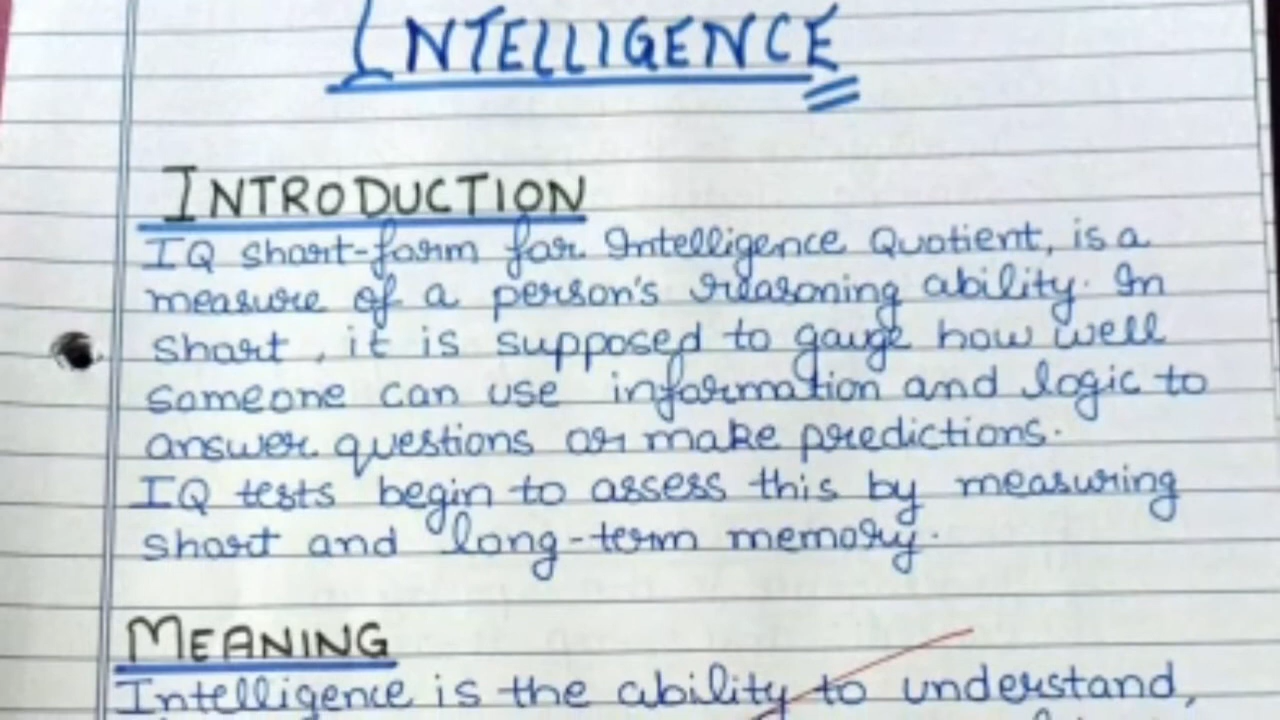 INTELLIGENCE
INTRODUCTION
IQ short-form for Intelligence Quotient, is a
measure of a person's reasoning ability. In
short, it is supposed to gauge how well
someone can use information and logic to
answer questions or make predictions.
IQ tests begin to assess this by measuring
short and long-term memory.
MEANING
Intelligence is the ability to understand,